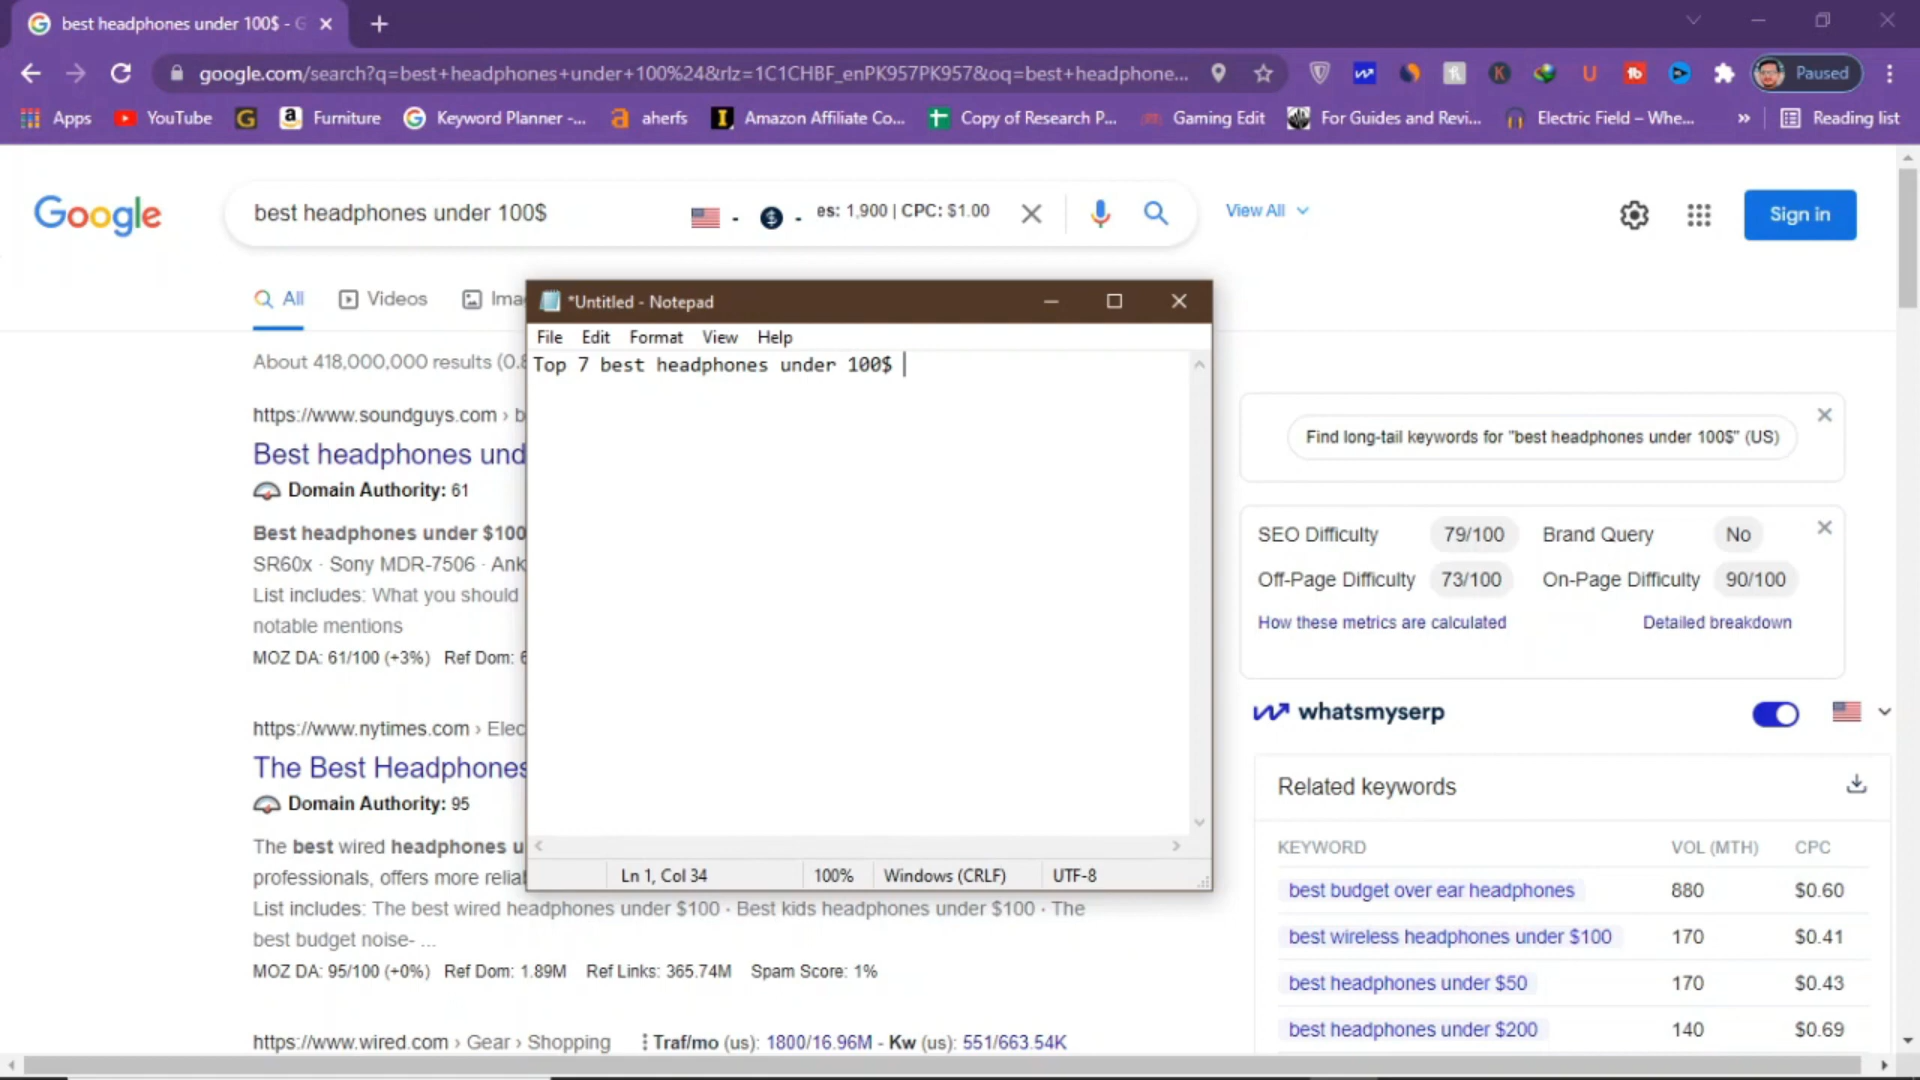 best headphones under 100$ - G
google.com/search?q=best+headphones+under+100%24&rlz=1C1CHBF_enPK957PK957&oq=best+headphone...
Paused
Apps
YouTube
Furniture
Keyword Planner -...
aherfs
Amazon Affiliate Co...
Copy of Research P...
Gaming Edit
For Guides and Revi...
Electric Field – Whe...
»
Reading list
Google
best headphones under 100$
es: 1,900 | CPC: $1.00
View All
Sign in
All
Videos
Ima
About 418,000,000 results (0.8
https://www.soundguys.com › b
Best headphones und
Domain Authority: 61
Best headphones under $100
SR60x · Sony MDR-7506 · Ank
List includes: What you should
notable mentions
MOZ DA: 61/100 (+3%) Ref Dom: 6
https://www.nytimes.com › Elec
The Best Headphones
Domain Authority: 95
The best wired headphones u
professionals, offers more relia
List includes: The best wired headphones under $100 · Best kids headphones under $100 · The
best budget noise- ...
MOZ DA: 95/100 (+0%) Ref Dom: 1.89M Ref Links: 365.74M Spam Score: 1%
https://www.wired.com › Gear › Shopping
Traf/mo (us): 1800/16.96M - Kw (us): 551/663.54K
*Untitled - Notepad
File Edit Format View Help
Top 7 best headphones under 100$
Ln 1, Col 34
100%
Windows (CRLF)
UTF-8
Find long-tail keywords for "best headphones under 100$" (US)
SEO Difficulty 79/100 Brand Query No
Off-Page Difficulty 73/100 On-Page Difficulty 90/100
How these metrics are calculated
Detailed breakdown
whatsmyserp
Related keywords
KEYWORD VOL (MTH) CPC
best budget over ear headphones 880 $0.60
best wireless headphones under $100 170 $0.41
best headphones under $50 170 $0.43
best headphones under $200 140 $0.69